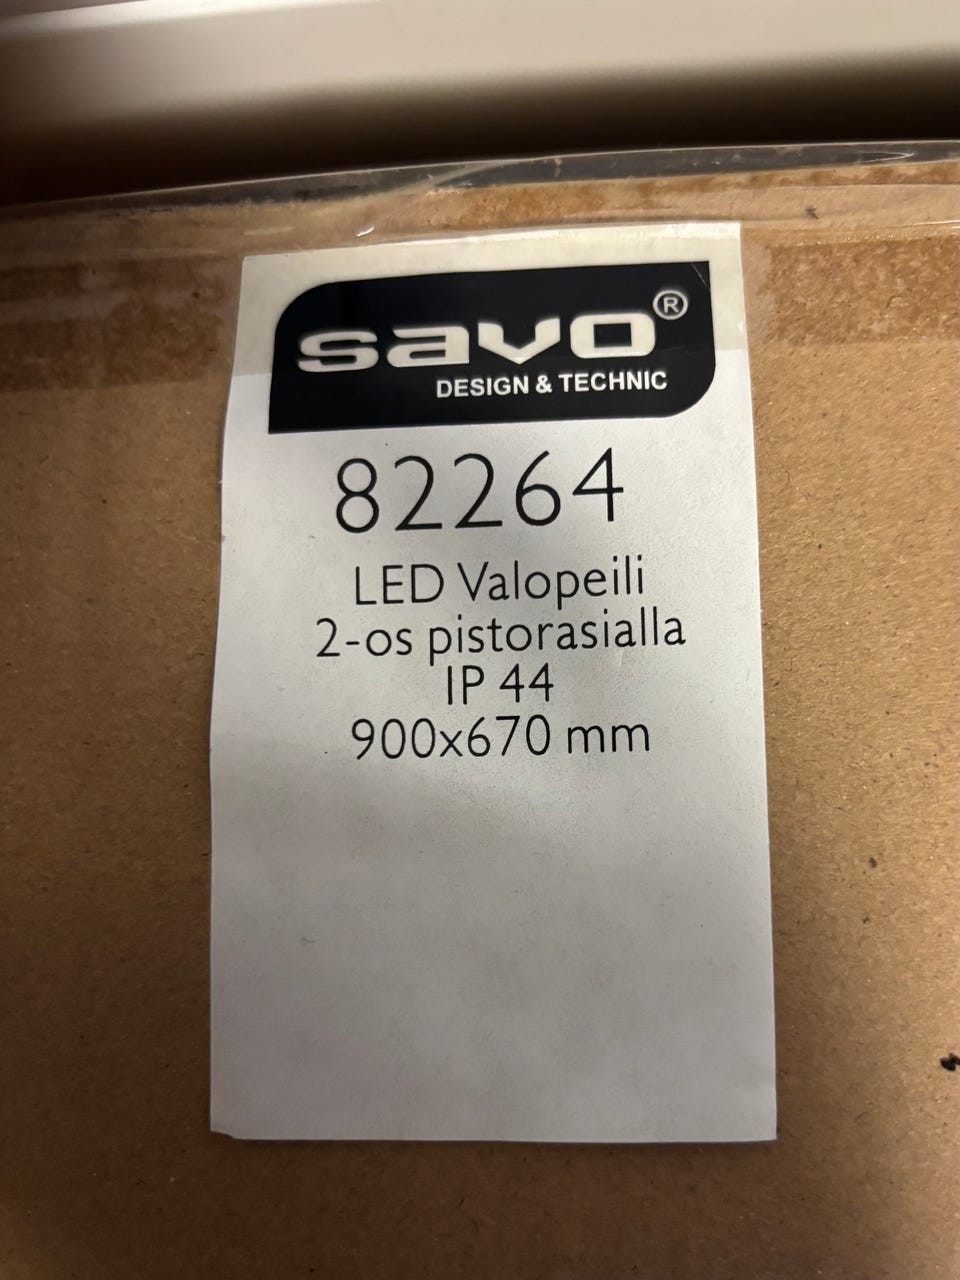 savo®
DESIGN & TECHNIC
82264
LED Valopeili
2-os pistorasialla
IP 44
900x670 mm